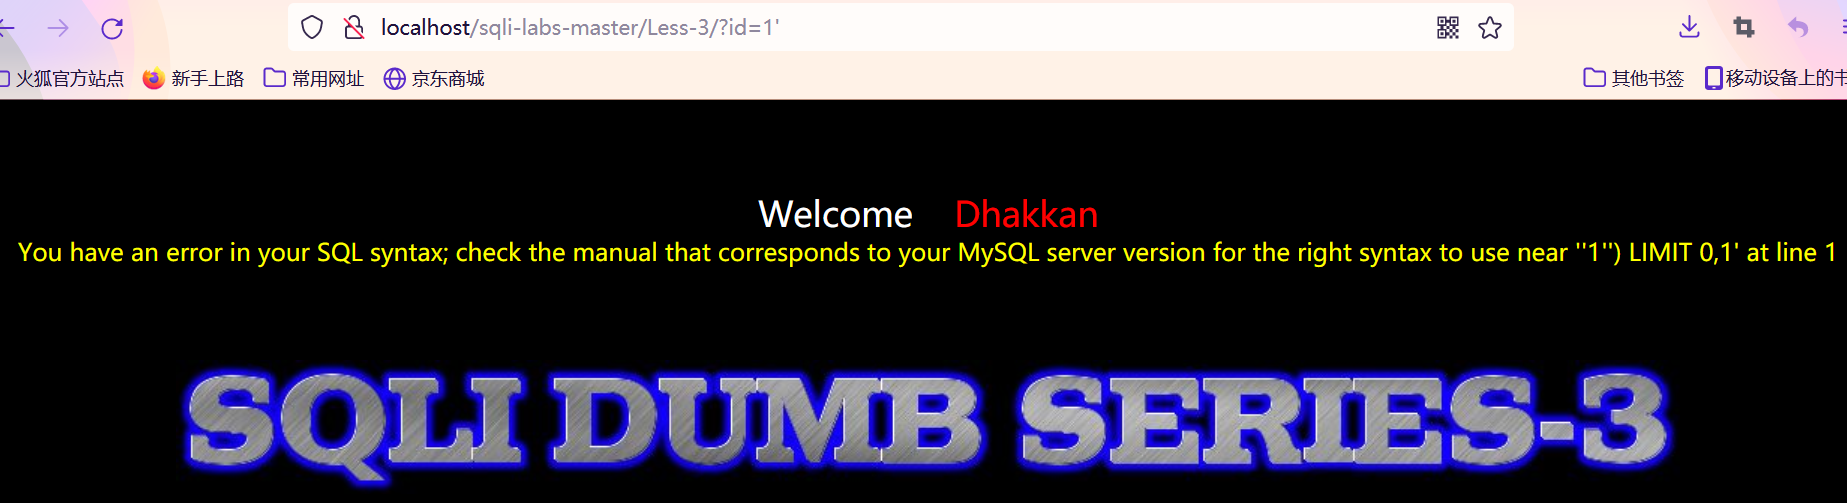 localhost/sqli-labs-master/Less-3/?id=1'
火狐官方站点 新手上路 常用网址 京东商城 其他书签 移动设备上的
Welcome Dhakkan
You have an error in your SQL syntax; check the manual that corresponds to your MySQL server version for the right syntax to use near ''1'') LIMIT 0,1' at line 1
SQLI DUMB SERIES-3